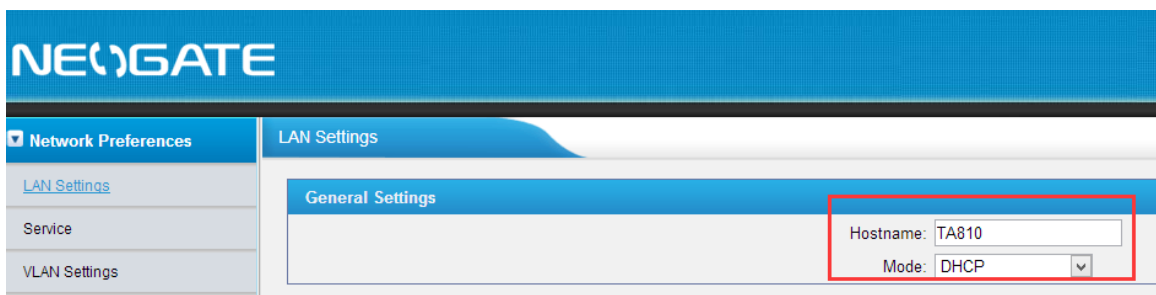 NEOGATE
Network Preferences
LAN Settings
LAN Settings
General Settings
Service
Hostname: TA810
VLAN Settings
Mode: DHCP